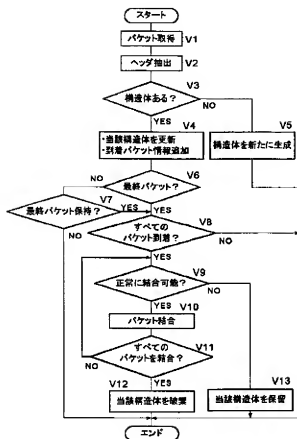 スタート
パケット取得 V1
ヘッダ抽出 V2
V3
構造体ある?
NO
YES
V4
・当該構造体を更新
・到着パケット情報追加
V5
構造体を新たに生成
V6
NO
最終パケット?
V7
YES
最終パケット保持?
YES
V8
すべての
パケット到着?
NO
NO
YES
V9
正常に結合可能?
NO
YES
V10
パケット結合
V11
すべての
パケットを結合?
NO
YES
V12
当該構造体を破棄
V13
当該構造体を保留
エンド